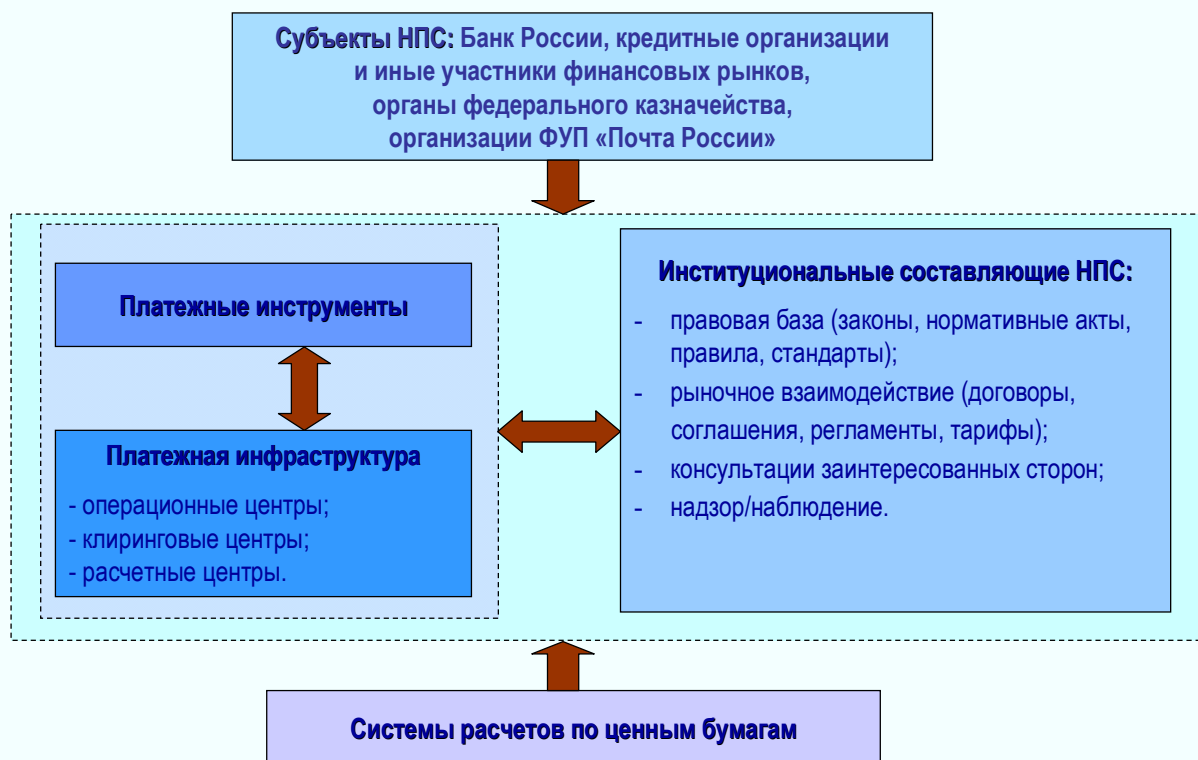 Субъекты НПС: Банк России, кредитные организации
и иные участники финансовых рынков,
органы федерального казначейства,
организации ФУП «Почта России»
Платежные инструменты
Платежная инфраструктура
- операционные центры;
- клиринговые центры;
- расчетные центры.
Институциональные составляющие НПС:
- правовая база (законы, нормативные акты,
правила, стандарты);
- рыночное взаимодействие (договоры,
соглашения, регламенты, тарифы);
- консультации заинтересованных сторон;
- надзор/наблюдение.
Системы расчетов по ценным бумагам